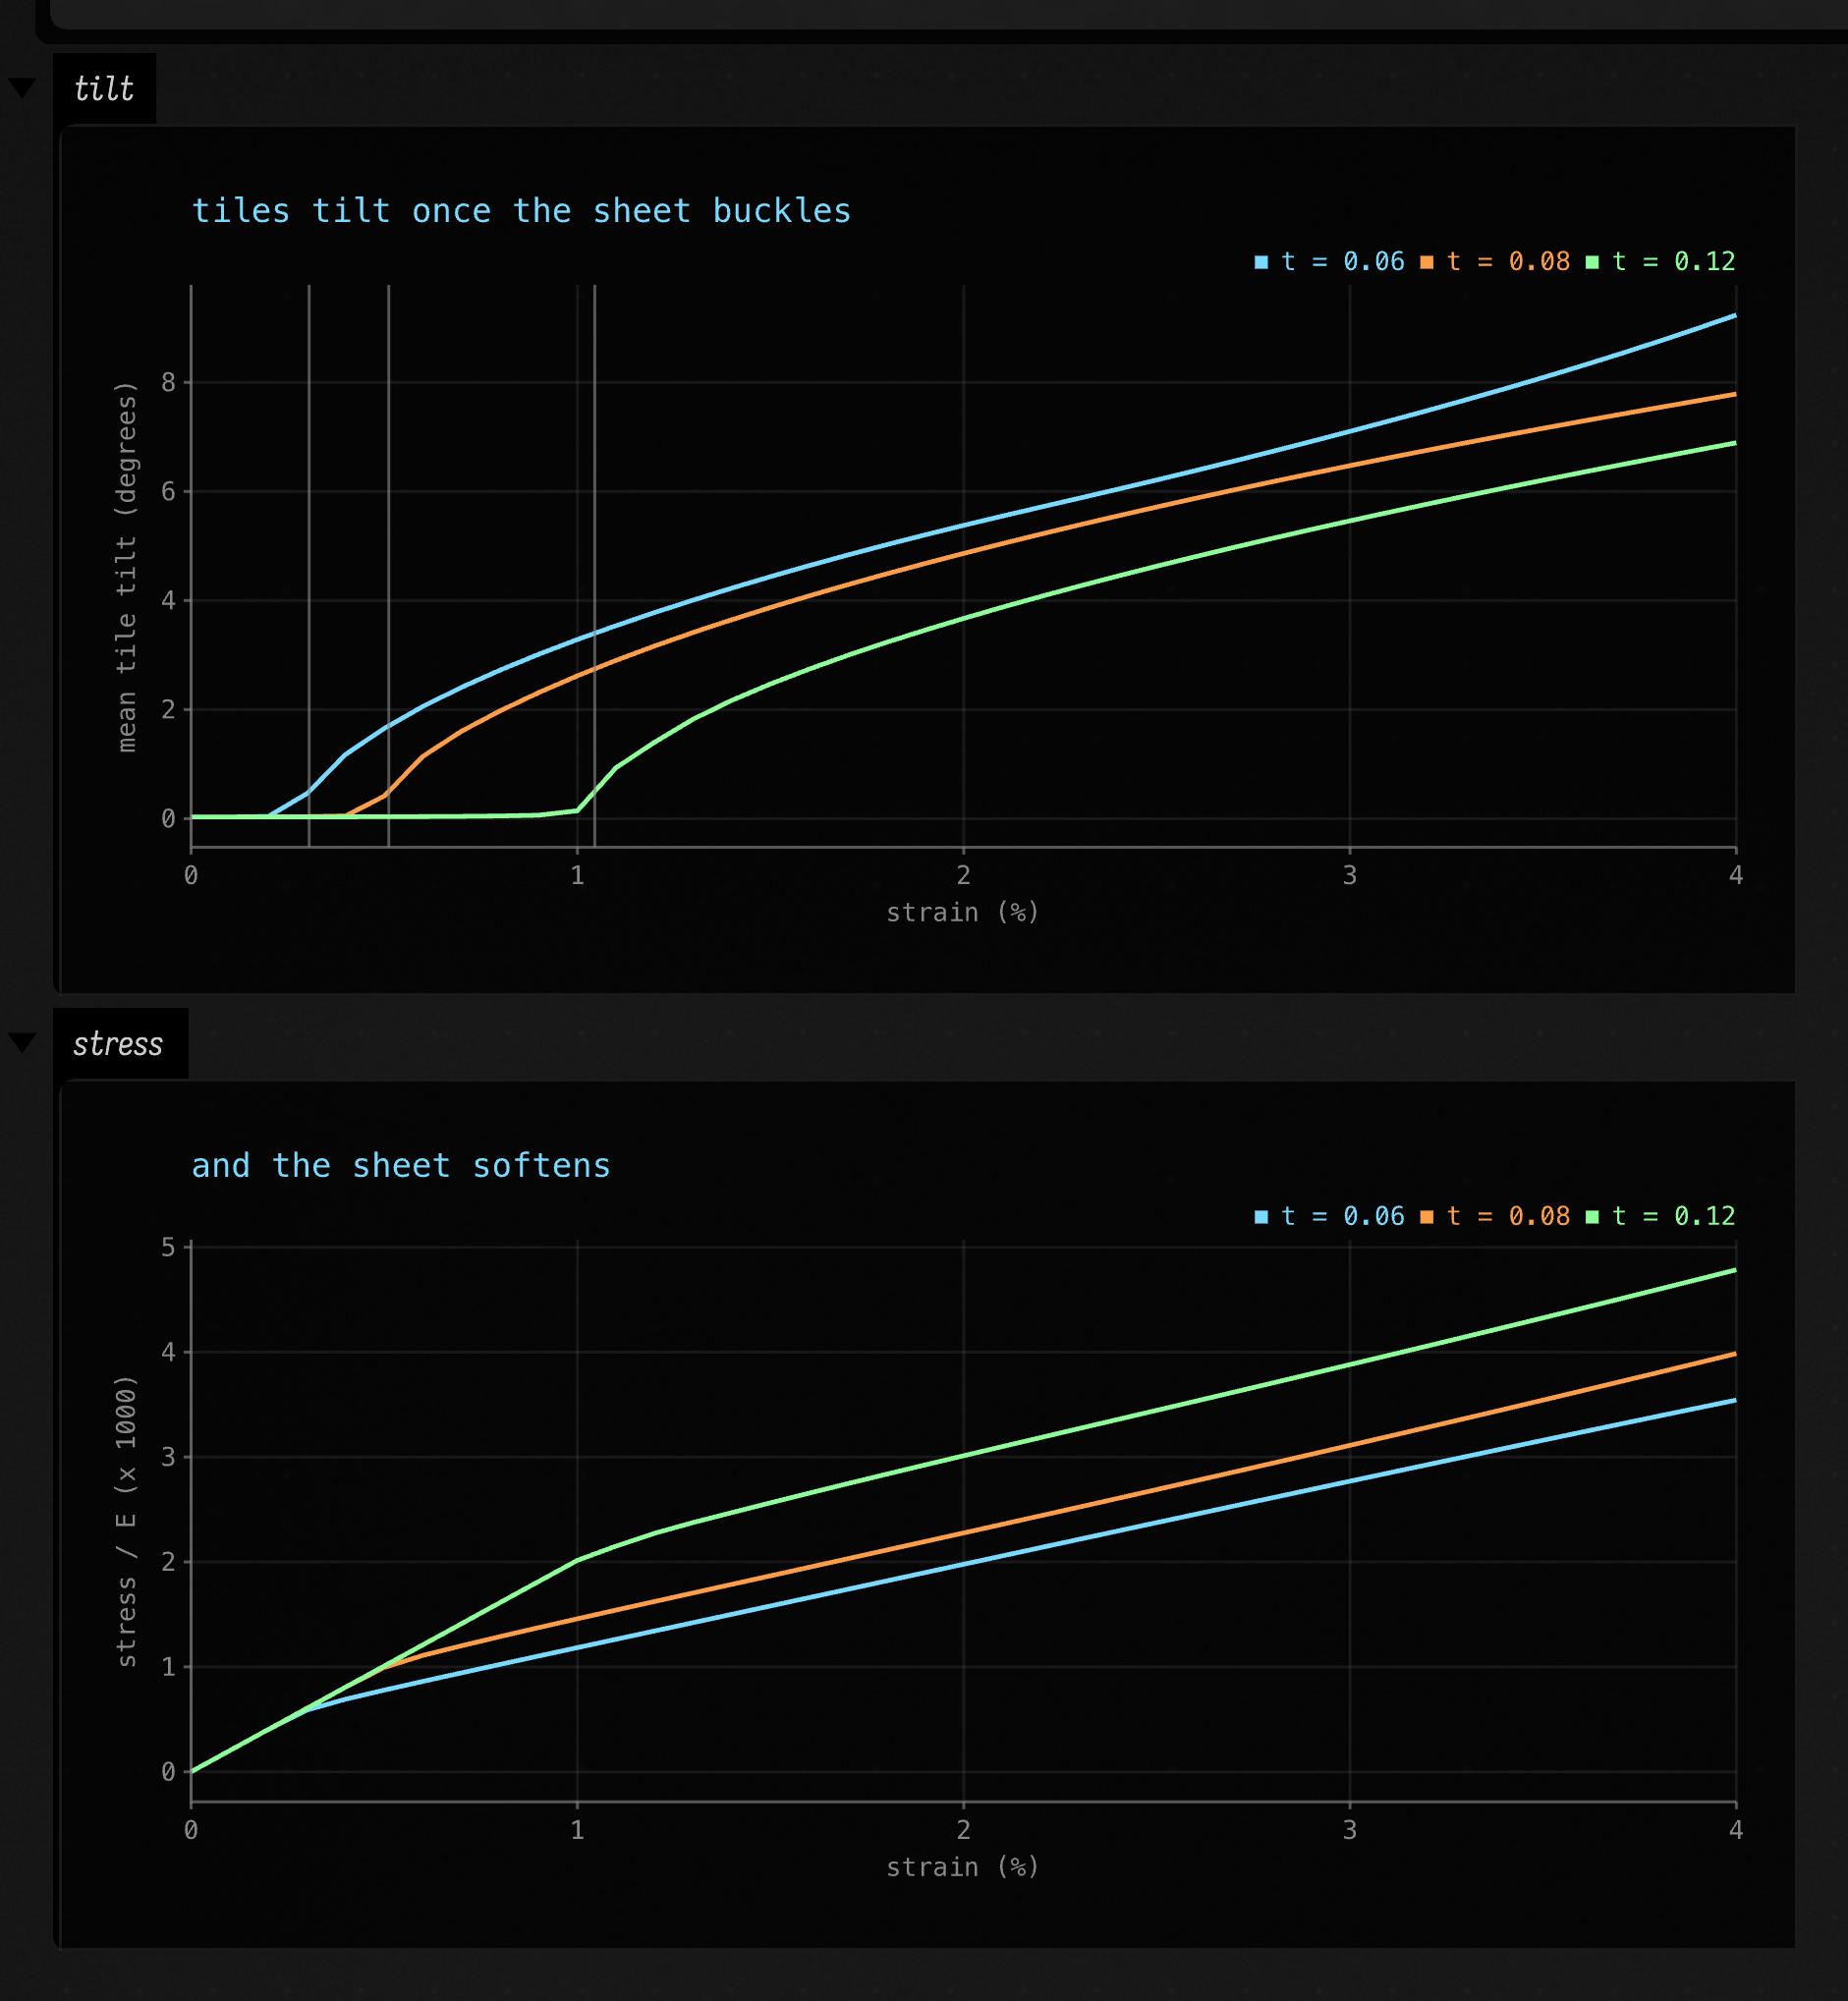 tilt
tiles tilt once the sheet buckles
t = 0.06 t = 0.08 t = 0.12
8
6
4
2
0
mean tile tilt (degrees)
0 1 2 3 4
strain (%)
stress
and the sheet softens
t = 0.06 t = 0.08 t = 0.12
5
4
3
2
1
0
stress / E (x 1000)
0 1 2 3 4
strain (%)